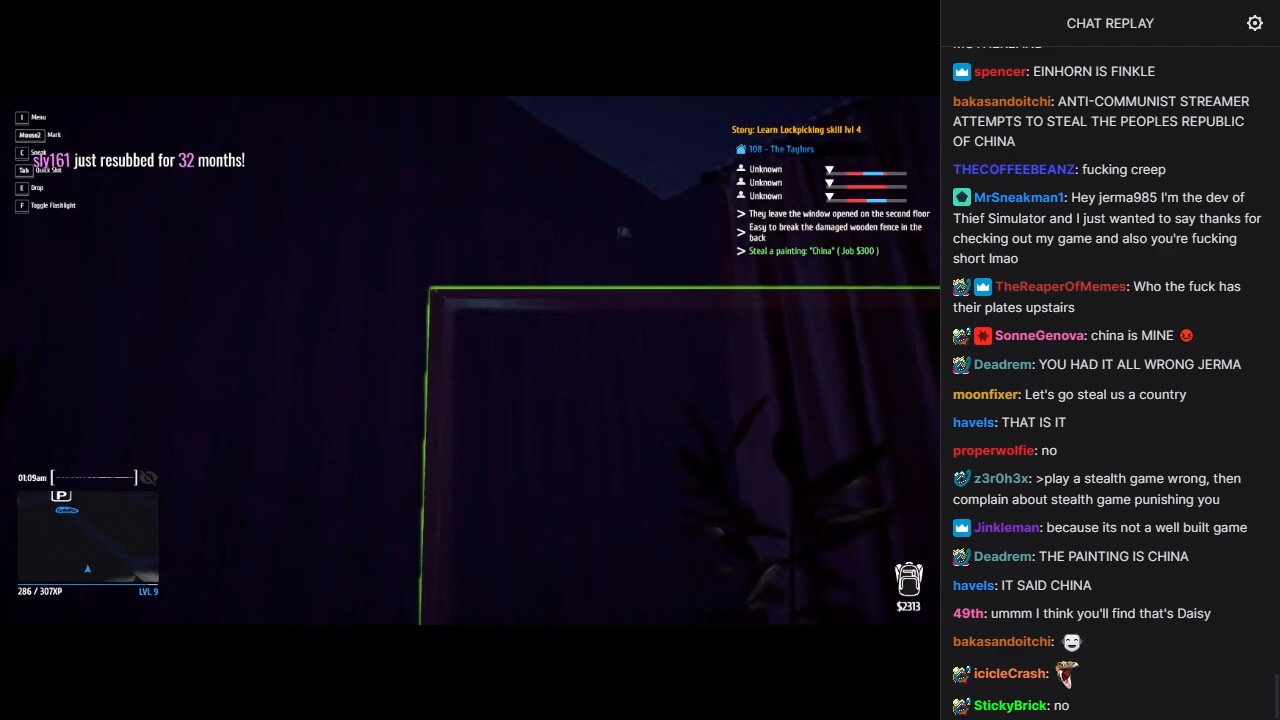 I Menu
Mouse2 Mark
C Sneak
sly161 just resubbed for 32 months!
Tab Quick Slot
E Drop
F Toggle Flashlight
Story: Learn Lockpicking skill lvl 4
108 - The Taylors
Unknown
Unknown
Unknown
> They leave the window opened on the second floor
> Easy to break the damaged wooden fence in the
back
> Steal a painting: "China" ( Job $300 )
01:09am
P
286 / 307XP
LVL 9
$2313
CHAT REPLAY
spencer: EINHORN IS FINKLE
bakasandoitchi: ANTI-COMMUNIST STREAMER
ATTEMPTS TO STEAL THE PEOPLES REPUBLIC
OF CHINA
THECOFFEEBEANZ: fucking creep
MrSneakman1: Hey jerma985 I'm the dev of
Thief Simulator and I just wanted to say thanks for
checking out my game and also you're fucking
short lmao
TheReaperOfMemes: Who the fuck has
their plates upstairs
SonneGenova: china is MINE
Deadrem: YOU HAD IT ALL WRONG JERMA
moonfixer: Let's go steal us a country
havels: THAT IS IT
properwolfie: no
z3r0h3x: >play a stealth game wrong, then
complain about stealth game punishing you
Jinkleman: because its not a well built game
Deadrem: THE PAINTING IS CHINA
havels: IT SAID CHINA
49th: ummm I think you'll find that's Daisy
bakasandoitchi:
icicleCrash:
StickyBrick: no